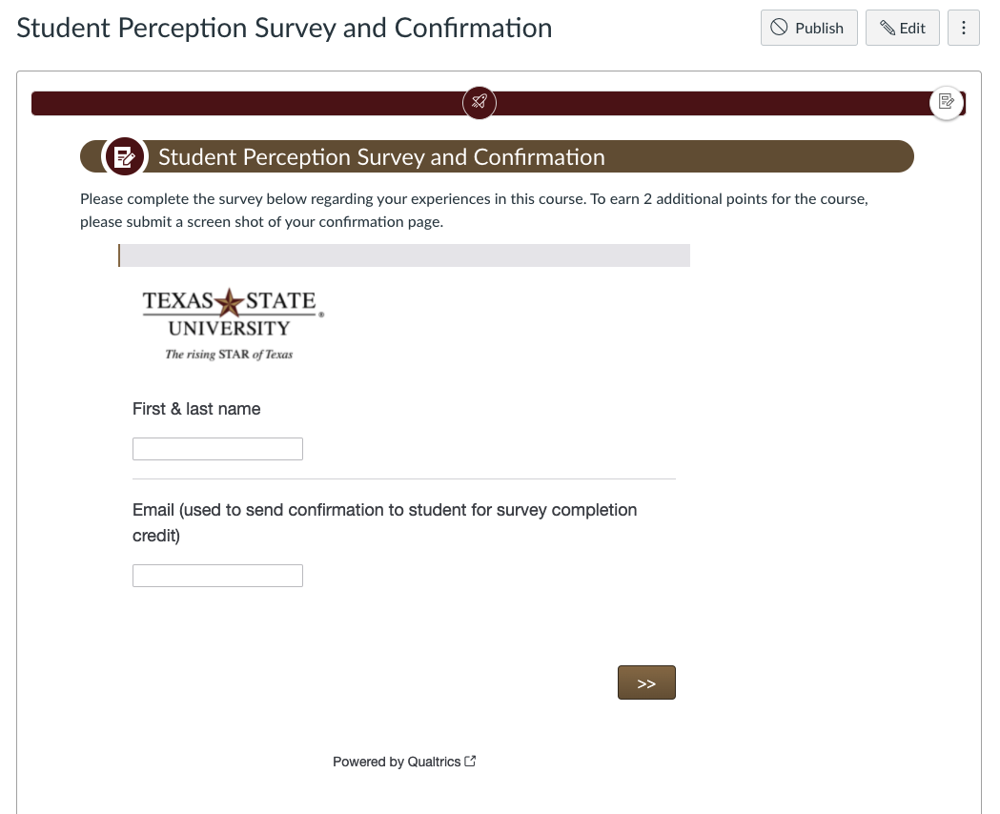 Student Perception Survey and Confirmation
Publish
Edit
Student Perception Survey and Confirmation
Please complete the survey below regarding your experiences in this course. To earn 2 additional points for the course,
please submit a screen shot of your confirmation page.
TEXAS STATE
UNIVERSITY
®
The rising STAR of Texas
First & last name
Email (used to send confirmation to student for survey completion
credit)
>>
Powered by Qualtrics